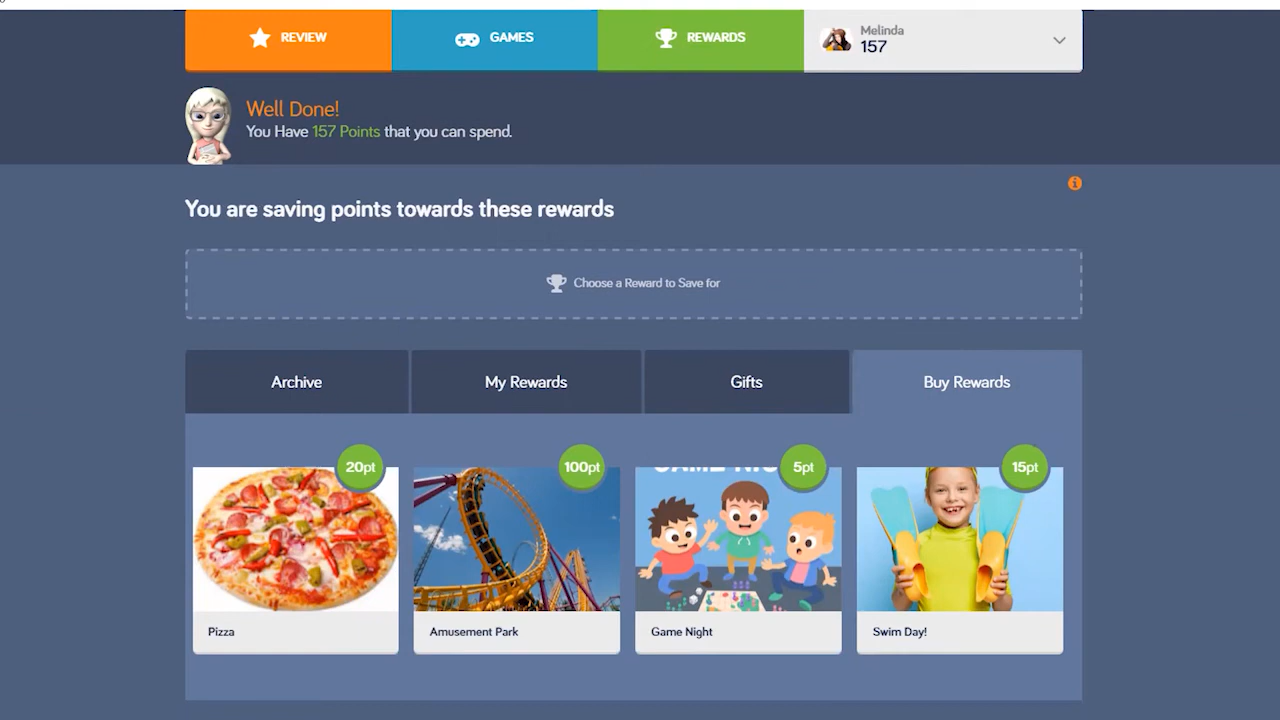 REVIEW
GAMES
REWARDS
Melinda
157
Well Done!
You Have 157 Points that you can spend.
You are saving points towards these rewards
Choose a Reward to Save for
Archive
My Rewards
Gifts
Buy Rewards
20pt
100pt
5pt
15pt
Pizza
Amusement Park
Game Night
Swim Day!